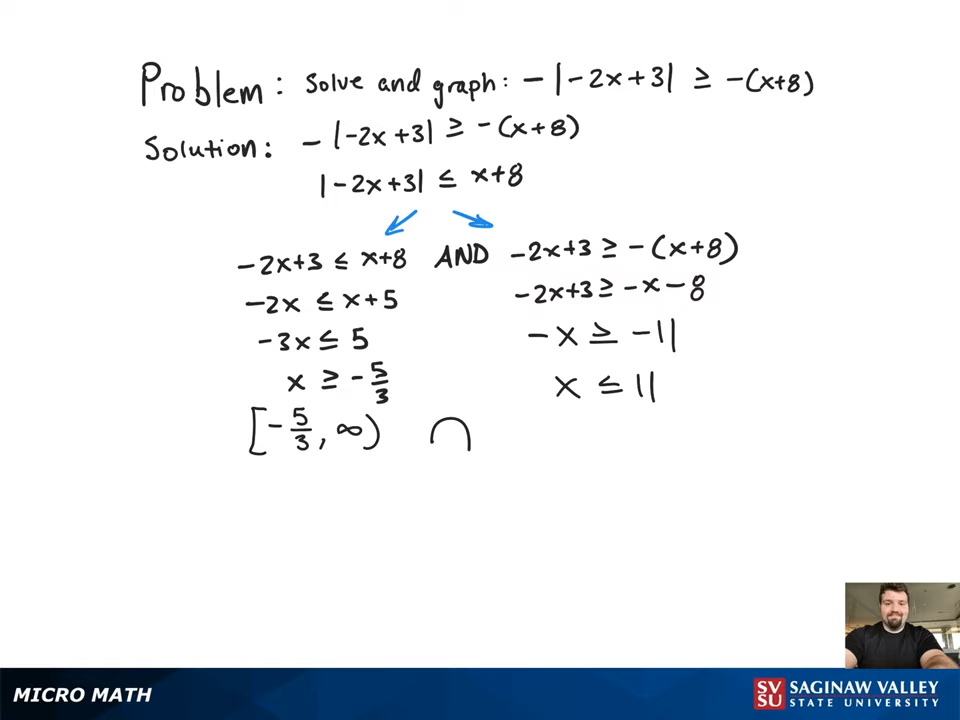 Problem: Solve and graph: -|-2x+3| ≥ -(x+8)
Solution: -|-2x+3| ≥ -(x+8)
|-2x+3| ≤ x+8
-2x+3 ≤ x+8 AND -2x+3 ≥ -(x+8)
-2x ≤ x+5 -2x+3 ≥ -x-8
-3x ≤ 5 -x ≥ -11
x ≥ -5/3 x ≤ 11
[-5/3, ∞) ∩
MICRO MATH
SV SU SAGINAW VALLEY
STATE UNIVERSITY